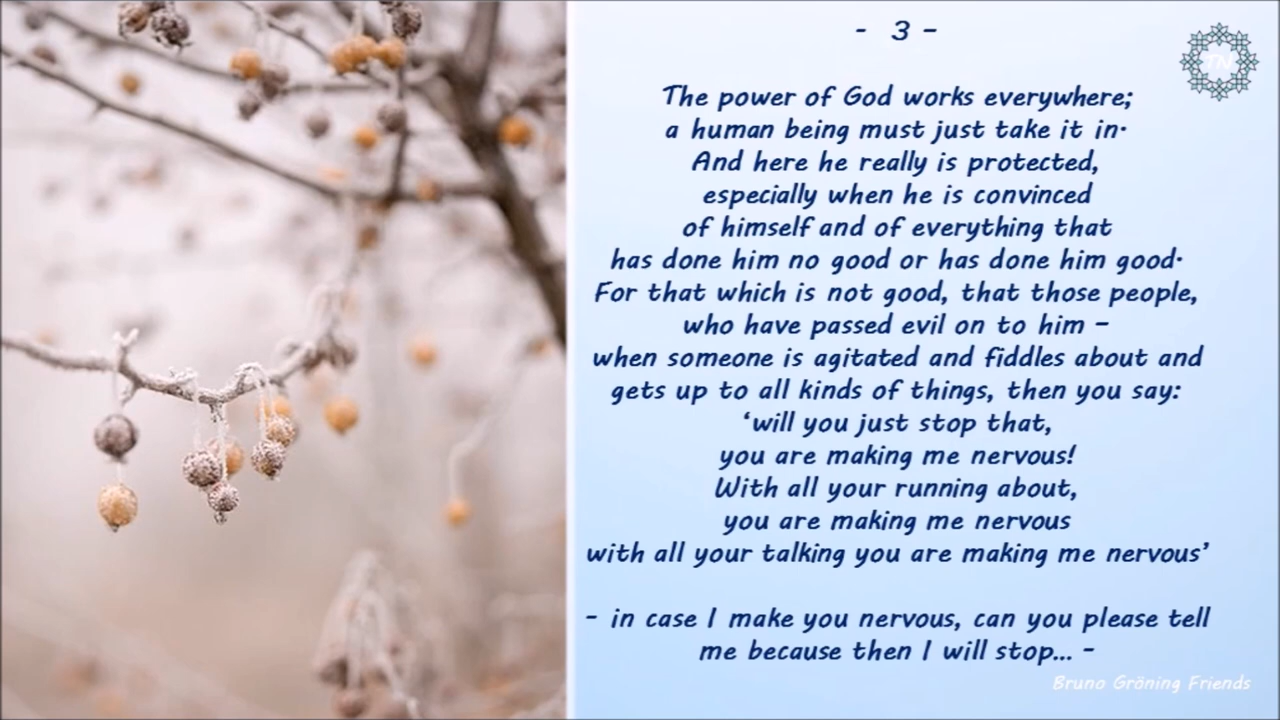 - 3 -
TN
The power of God works everywhere;
a human being must just take it in·
And here he really is protected,
especially when he is convinced
of himself and of everything that
has done him no good or has done him good·
For that which is not good, that those people,
who have passed evil on to him –
when someone is agitated and fiddles about and
gets up to all kinds of things, then you say:
‘will you just stop that,
you are making me nervous!
With all your running about,
you are making me nervous
with all your talking you are making me nervous’
- in case I make you nervous, can you please tell
me because then I will stop... -
Bruno Gröning Friends